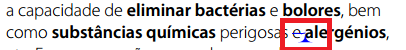 a capacidade de eliminar bactérias e bolores, bem
como substâncias químicas perigosas e alergénios,